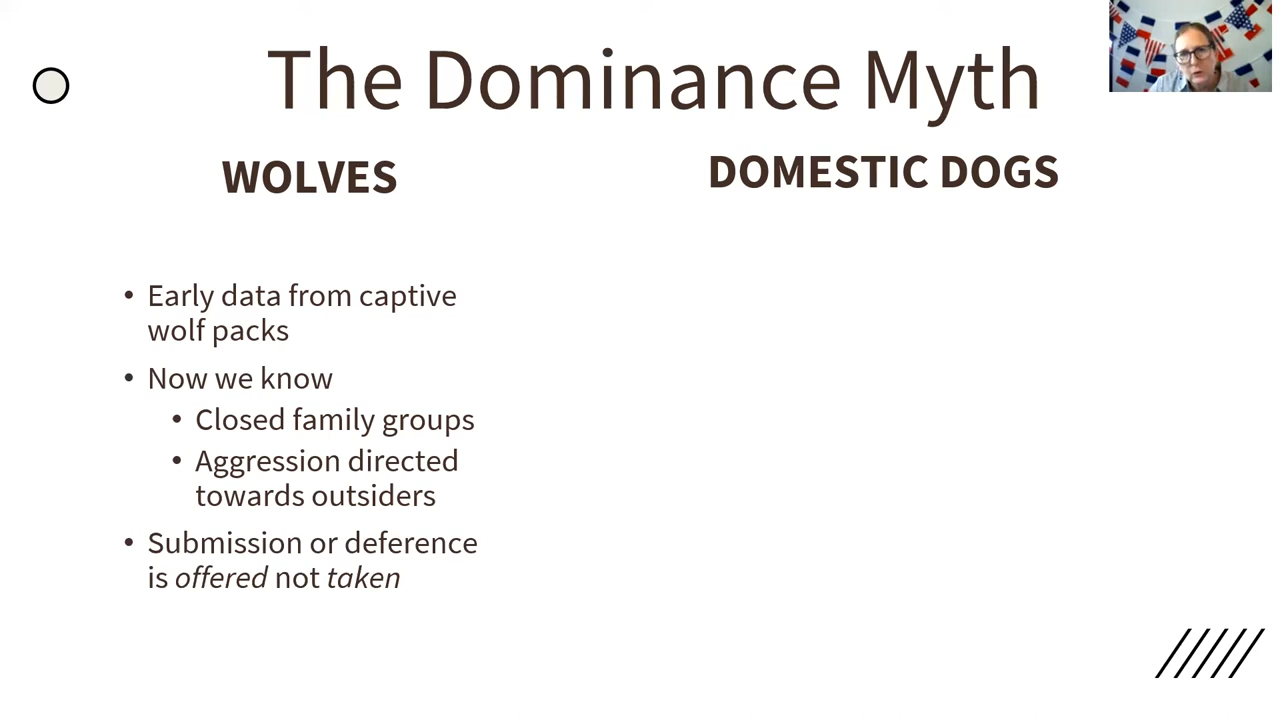 The Dominance Myth
WOLVES
• Early data from captive
wolf packs
• Now we know
• Closed family groups
• Aggression directed
towards outsiders
• Submission or deference
is offered not taken
DOMESTIC DOGS